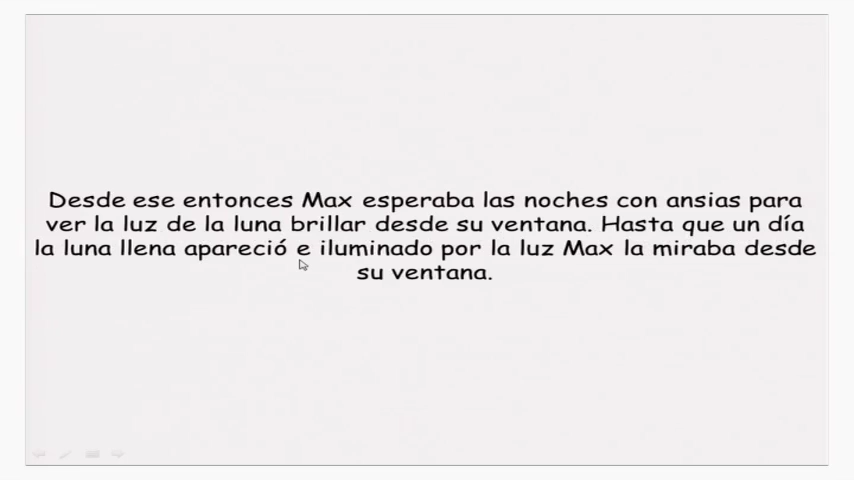 Desde ese entonces Max esperaba las noches con ansias para
ver la luz de la luna brillar desde su ventana. Hasta que un día
la luna llena apareció e iluminado por la luz Max la miraba desde
su ventana.